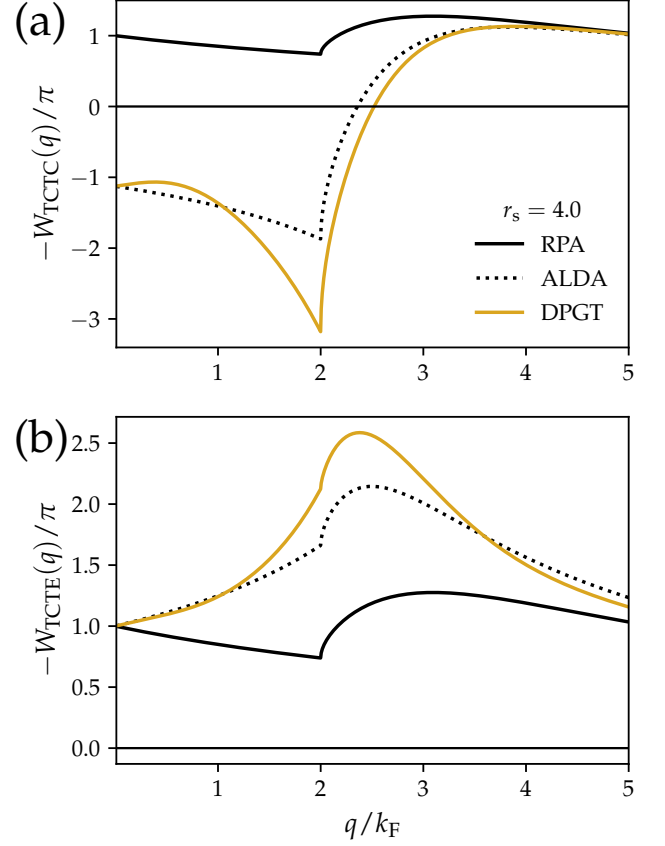 (a)
1
0
−1
−2
−3
−W_TCTC(q)/π
r_s = 4.0
RPA
ALDA
DPGT
1 2 3 4 5
(b)
2.5
2.0
1.5
1.0
0.5
0.0
−W_TCTE(q)/π
1 2 3 4 5
q/k_F